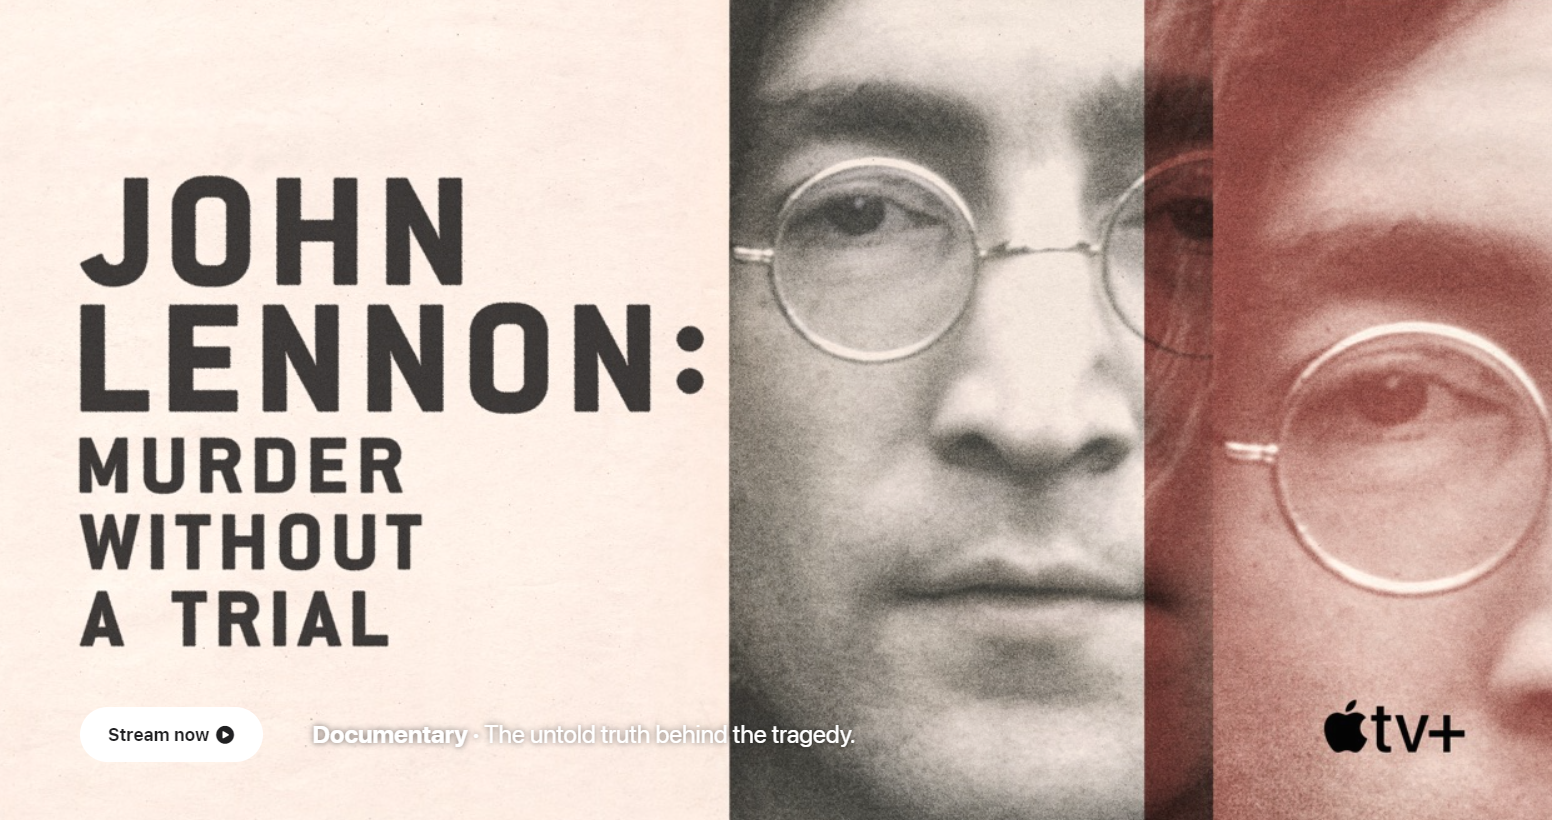 JOHN
LENNON:
MURDER
WITHOUT
A TRIAL
Stream now
Documentary · The untold truth behind the tragedy.
tv+